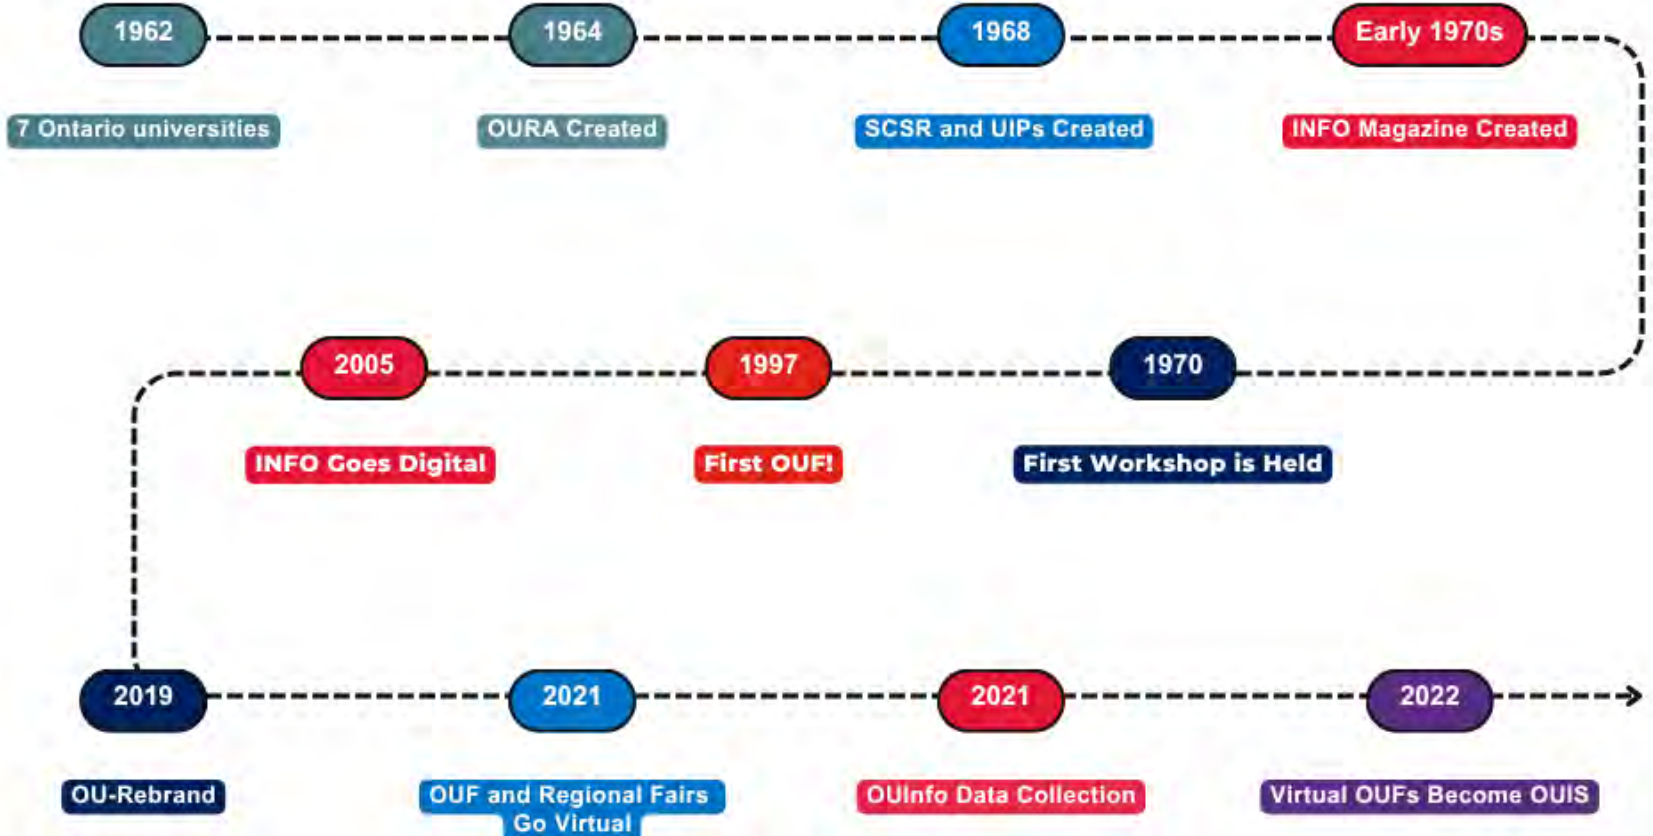 1962
1964
1968
Early 1970s
7 Ontario universities
OURA Created
SCSR and UIPs Created
INFO Magazine Created
2005
1997
1970
INFO Goes Digital
First OUF!
First Workshop is Held
2019
2021
2021
2022
OU-Rebrand
OUF and Regional Fairs
Go Virtual
OUInfo Data Collection
Virtual OUFs Become OUIS